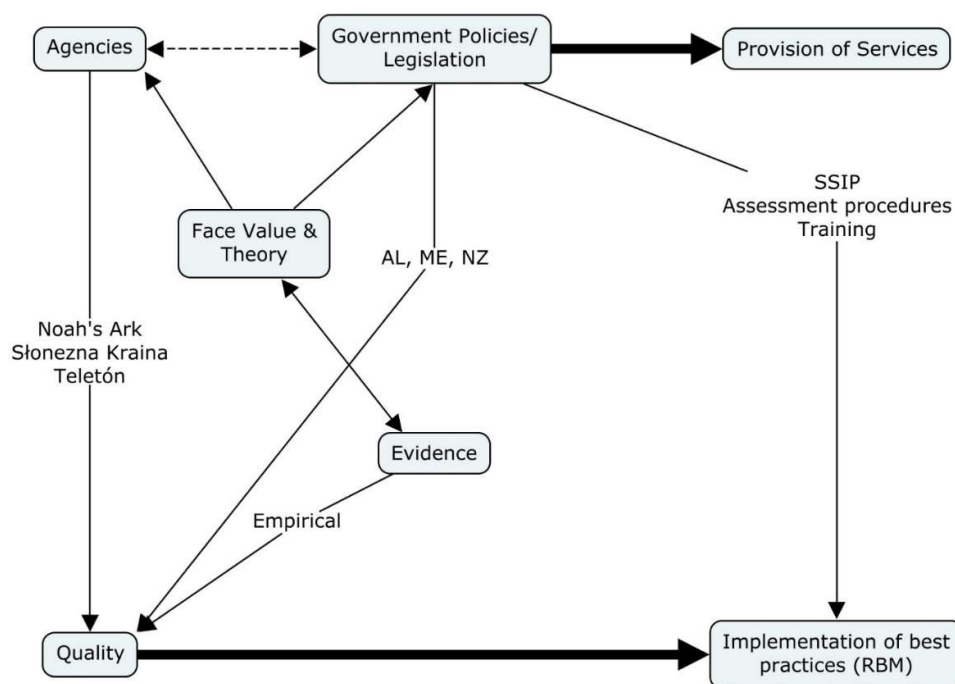 Agencies
Government Policies/
Legislation
Provision of Services
Face Value &
Theory
AL, ME, NZ
SSIP
Assessment procedures
Training
Noah's Ark
Słonezna Kraina
Teletón
Evidence
Empirical
Quality
Implementation of best
practices (RBM)